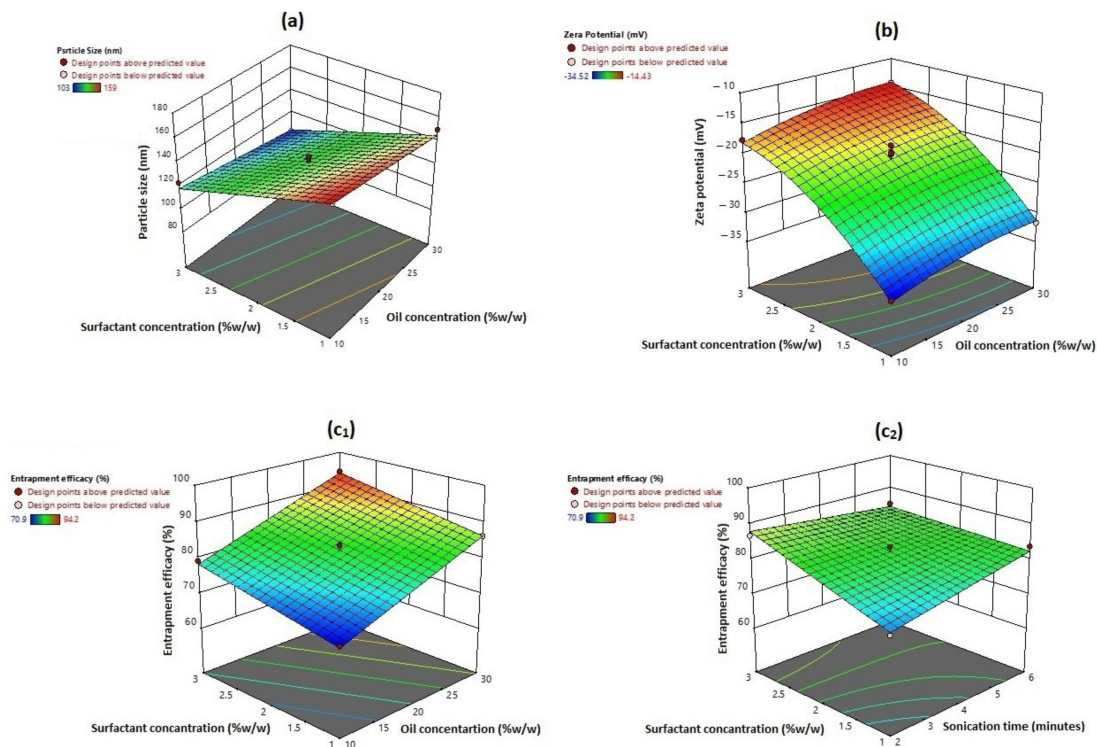 (a)
Psrticle Size (nm)
Design points above predicted value
Design points below predicted value
103 159
180
160
140
120
100
80
Particle size (nm)
3
2.5
2
1.5
1
Surfactant concentration (%w/w)
10
15
20
25
30
Oil concentration (%w/w)
(b)
Zera Potential (mV)
Design points above predicted value
Design points below predicted value
-34.52 -14.43
−10
−15
−20
−25
−30
−35
Zeta potential (mV)
3
2.5
2
1.5
1
Surfactant concentration (%w/w)
10
15
20
25
30
Oil concentration (%w/w)
(c1)
Entrapment efficacy (%)
Design points above predicted value
Design points below predicted value
70.9 94.2
100
90
80
70
60
Entrapment efficacy (%)
3
2.5
2
1.5
1
Surfactant concantration (%w/w)
10
15
20
25
30
Oil concentartion (%w/w)
(c2)
Entrapment efficacy (%)
Design points above predicted value
Design points below predicted value
70.9 94.2
100
90
80
70
60
Entrapment efficacy (%)
3
2.5
2
1.5
1
Surfactant concantration (%w/w)
2
3
4
5
6
Sonication time (minutes)